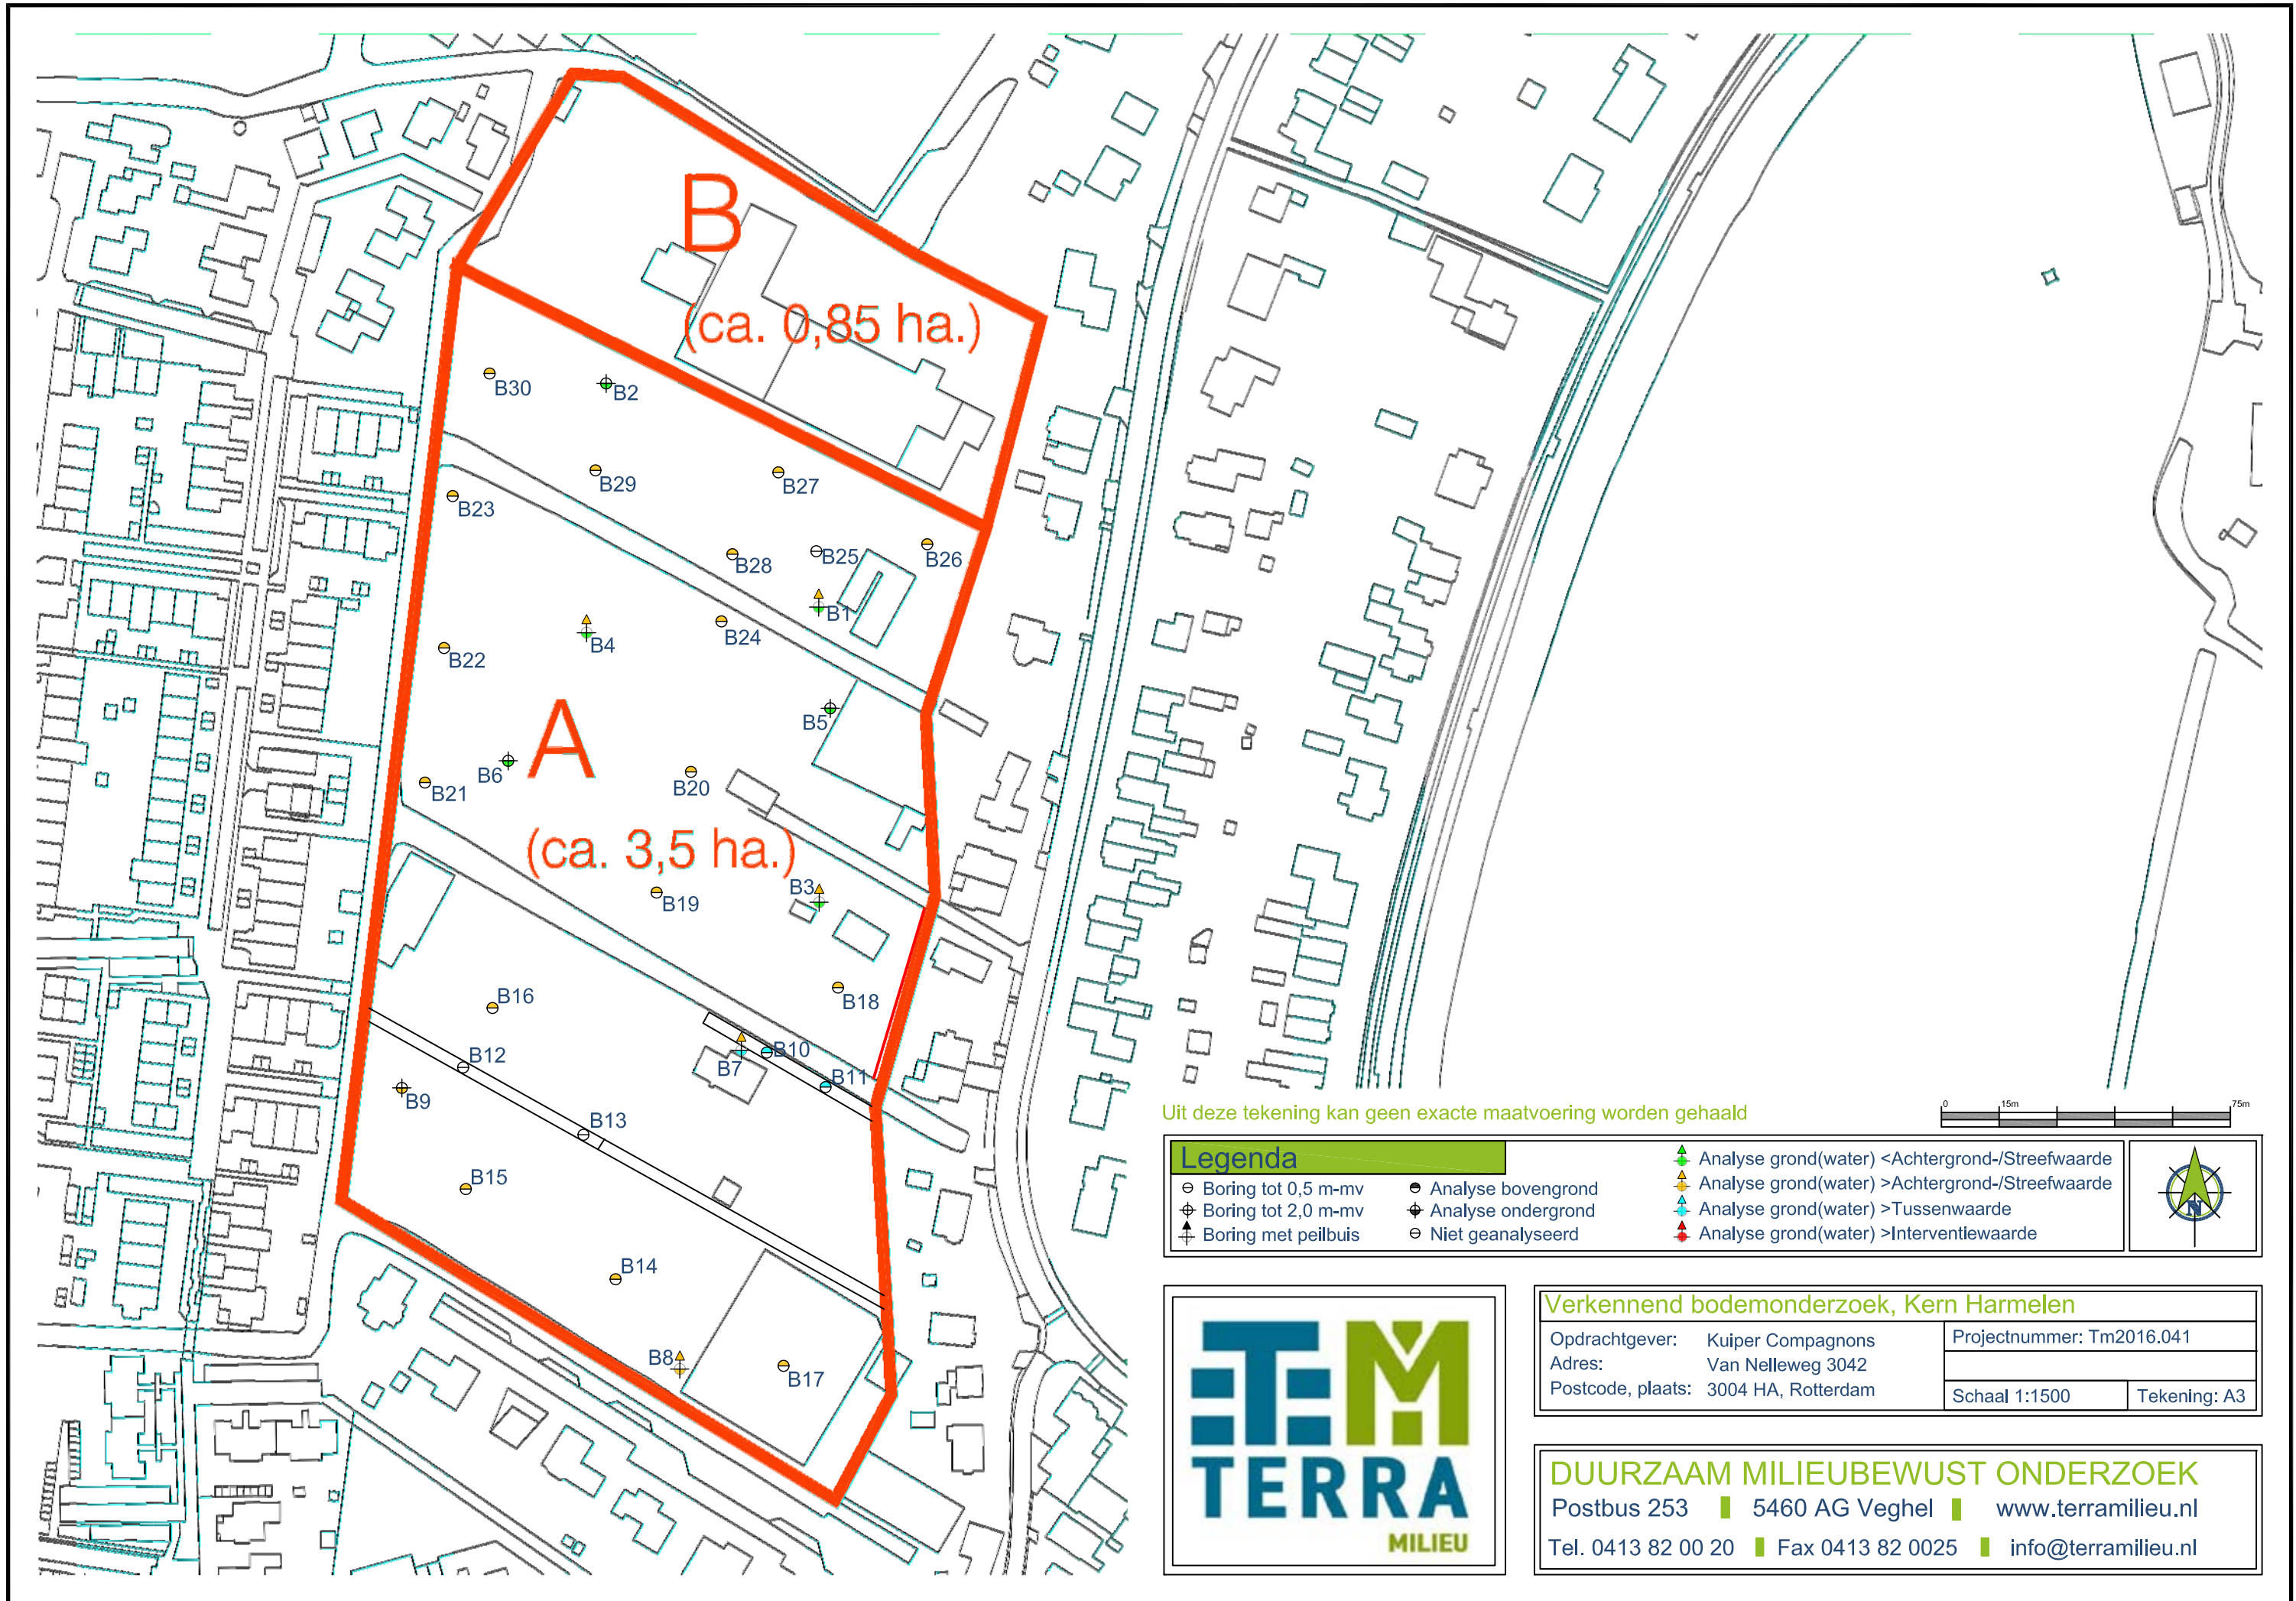 B
(ca. 0,85 ha.)
B30
B2
B29
B27
B23
B28
B25
B26
B1
B24
B4
B22
A
B5
B6
B20
B21
(ca. 3,5 ha.)
B3
B19
B18
B16
B10
B7
B12
B11
B9
B13
B15
B14
B8
B17
Uit deze tekening kan geen exacte maatvoering worden gehaald
0 15m 75m
Legenda
Boring tot 0,5 m-mv
Boring tot 2,0 m-mv
Boring met peilbuis
Analyse bovengrond
Analyse ondergrond
Niet geanalyseerd
Analyse grond(water) <Achtergrond-/Streefwaarde
Analyse grond(water) >Achtergrond-/Streefwaarde
Analyse grond(water) >Tussenwaarde
Analyse grond(water) >Interventiewaarde
N
TM
TERRA
MILIEU
Verkennend bodemonderzoek, Kern Harmelen
Opdrachtgever: Kuiper Compagnons
Adres: Van Nelleweg 3042
Postcode, plaats: 3004 HA, Rotterdam
Projectnummer: Tm2016.041
Schaal 1:1500 Tekening: A3
DUURZAAM MILIEUBEWUST ONDERZOEK
Postbus 253 5460 AG Veghel www.terramilieu.nl
Tel. 0413 82 00 20 Fax 0413 82 0025 info@terramilieu.nl